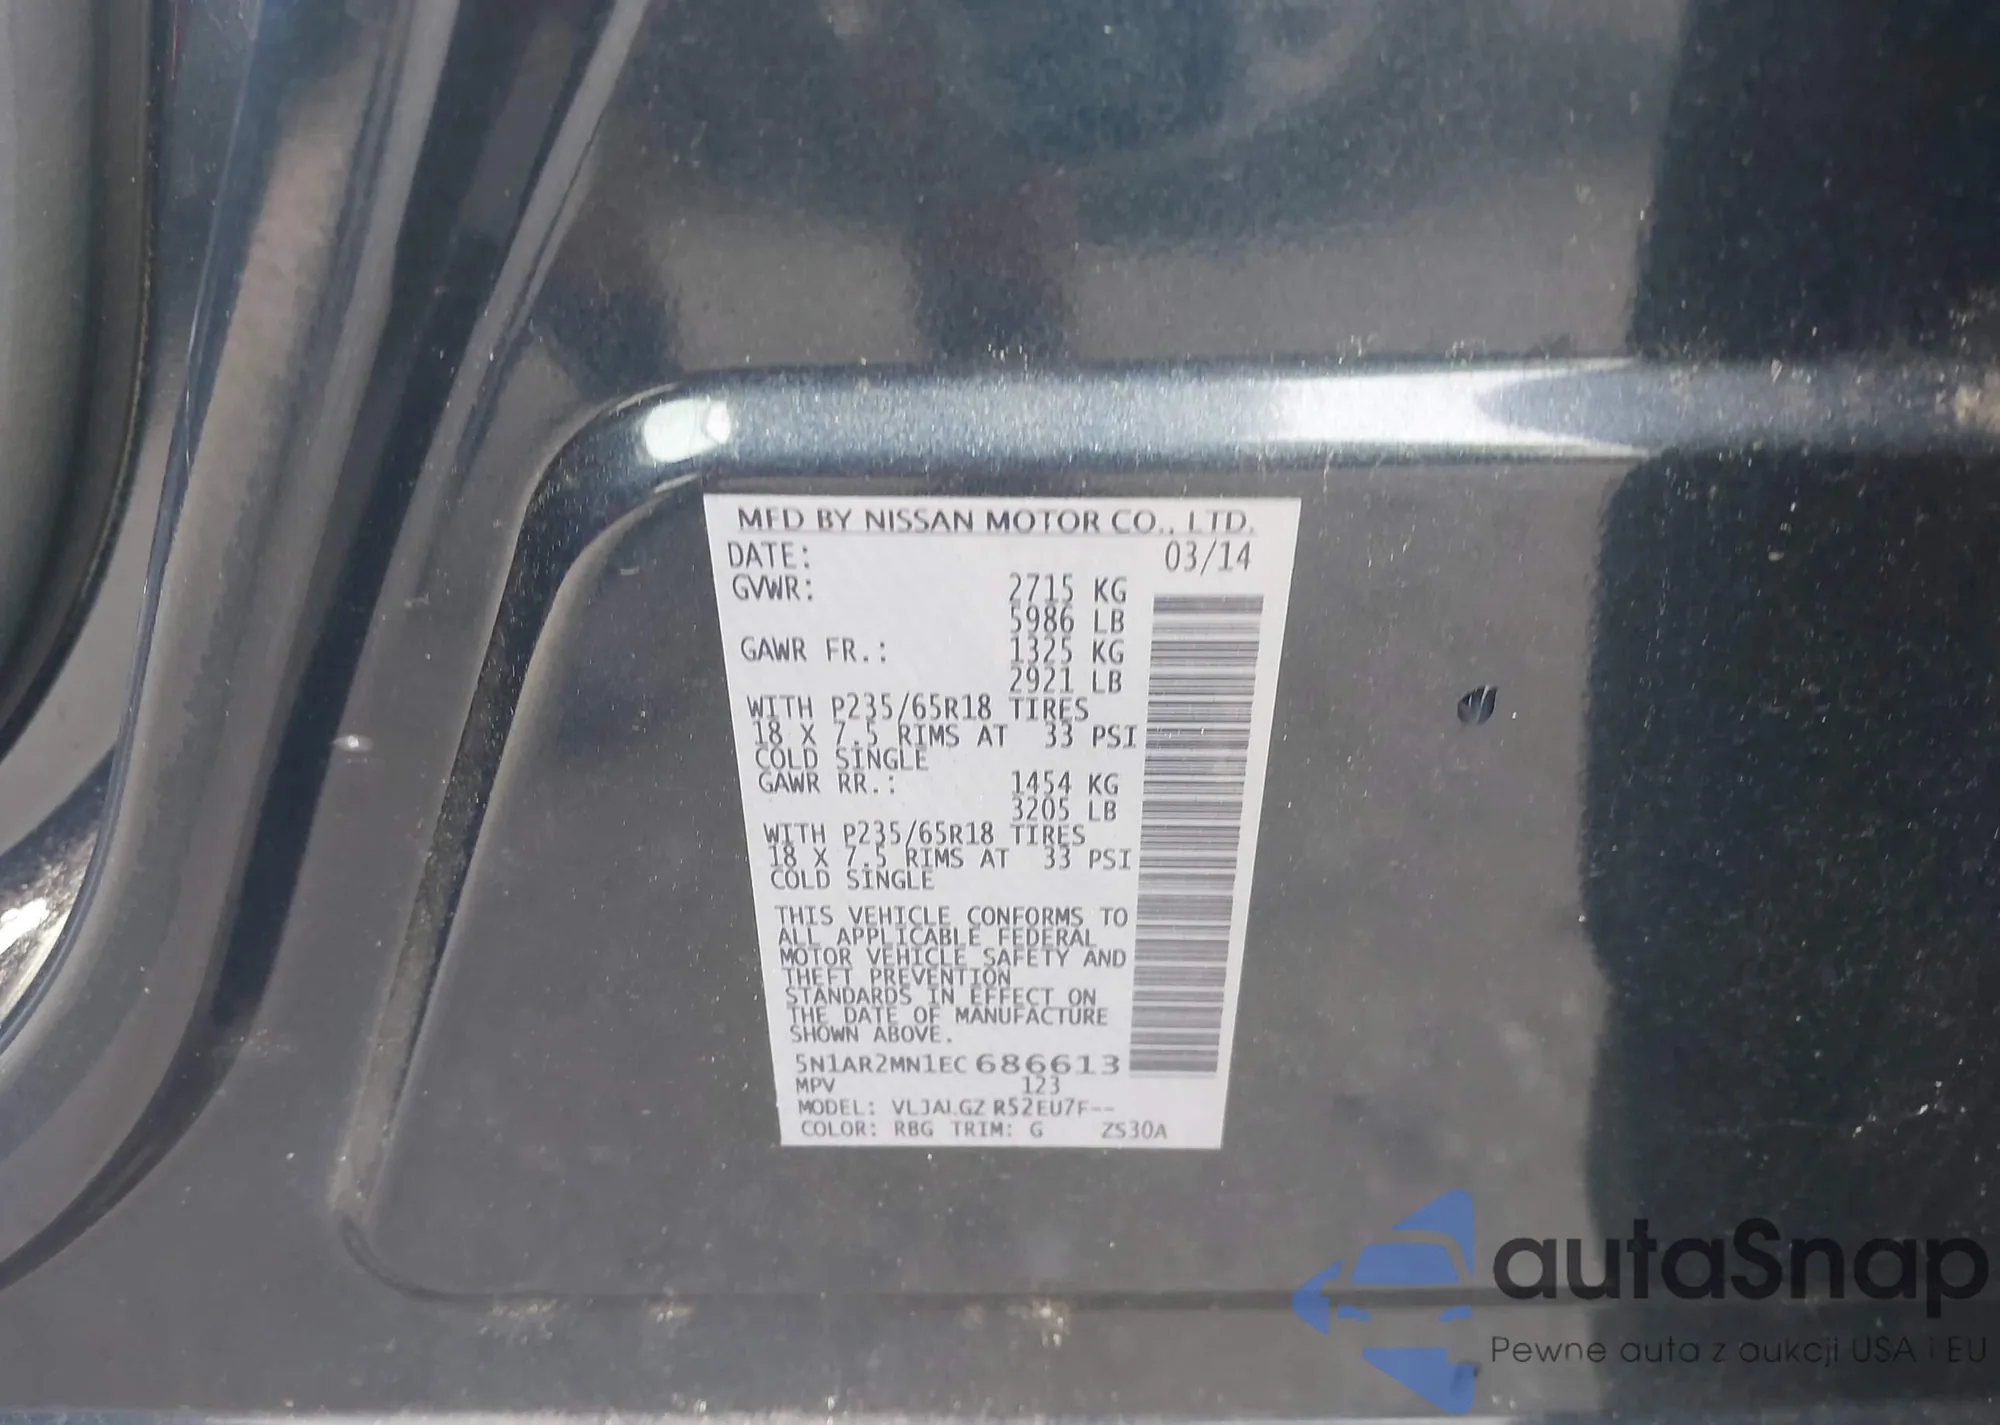 MFD BY NISSAN MOTOR CO., LTD.
DATE: 03/14
GVWR: 2715 KG
5986 LB
GAWR FR.: 1325 KG
2921 LB
WITH P235/65R18 TIRES
18 X 7.5 RIMS AT 33 PSI
COLD SINGLE
GAWR RR.: 1454 KG
3205 LB
WITH P235/65R18 TIRES
18 X 7.5 RIMS AT 33 PSI
COLD SINGLE
THIS VEHICLE CONFORMS TO
ALL APPLICABLE FEDERAL
MOTOR VEHICLE SAFETY AND
THEFT PREVENTION
STANDARDS IN EFFECT ON
THE DATE OF MANUFACTURE
SHOWN ABOVE.
5N1AR2MN1EC686613
MPV 123
MODEL: VLJALGZ R52EU7F--
COLOR: RBG TRIM: G ZS30A
autaSnap
Pewne auta z aukcji USA i EU